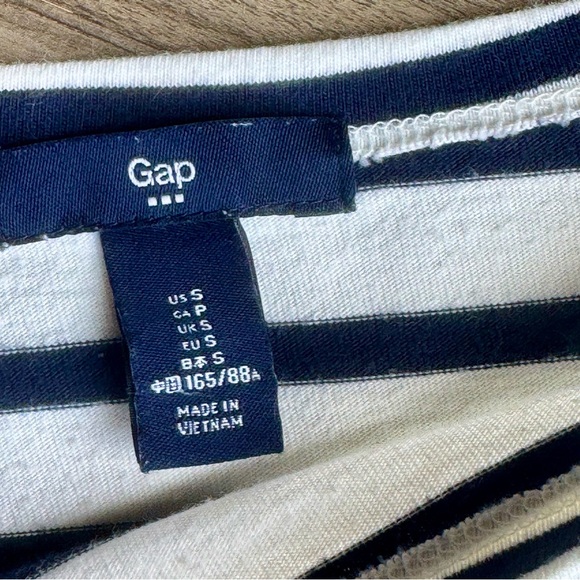 Gap
US S
CA P
UK S
EU S
日本 S
中国 165/88A
MADE IN
VIETNAM